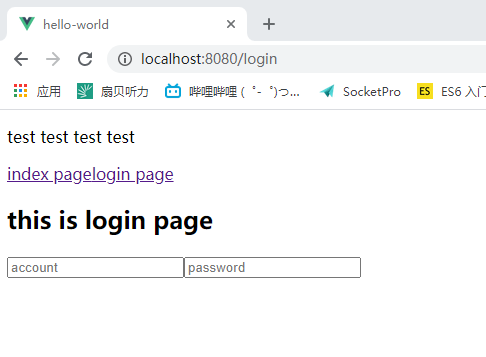 hello-world
localhost:8080/login
应用 扇贝听力 哔哩哔哩 ( ゜- ゜)つ... SocketPro ES ES6 入门
test test test test
index pagelogin page
this is login page
account password